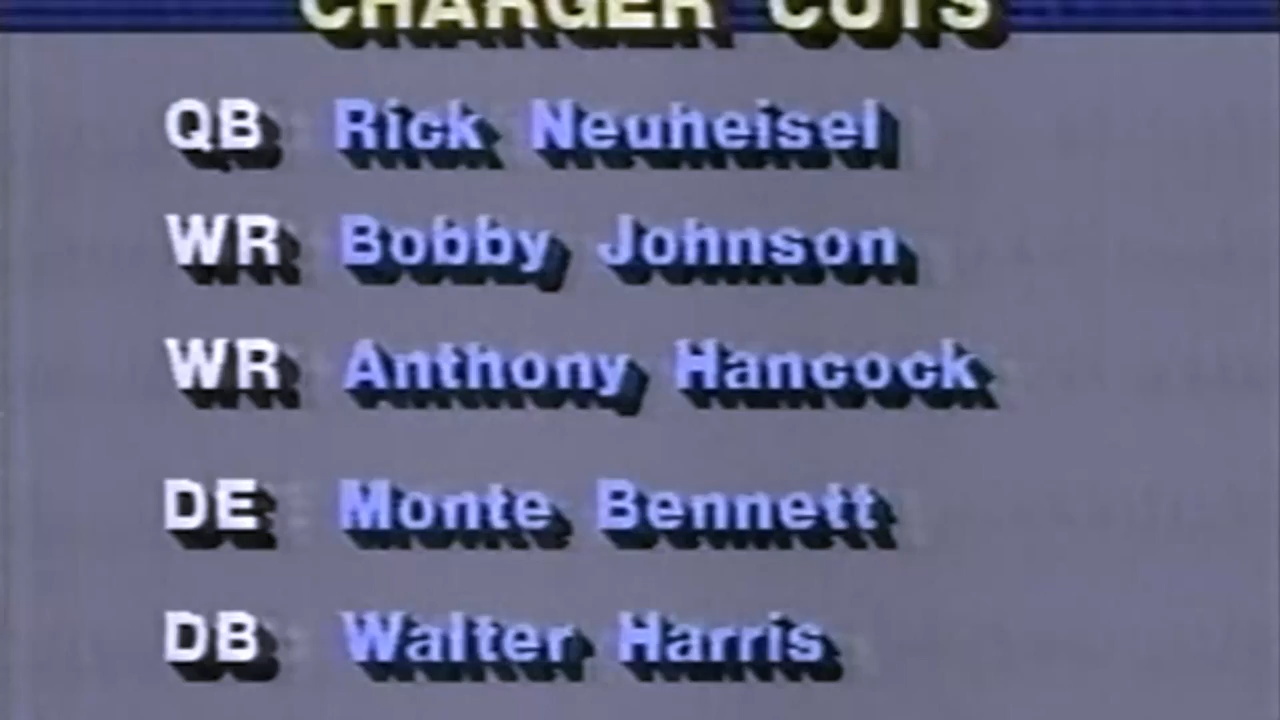 CHARGER CUTS
QB Rick Neuheisel
WR Bobby Johnson
WR Anthony Hancock
DE Monte Bennett
DB Walter Harris